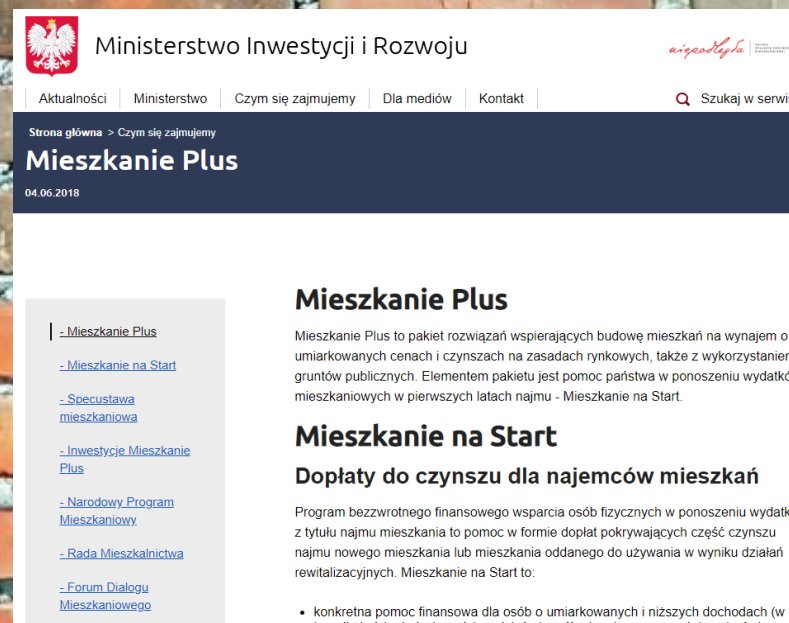 Ministerstwo Inwestycji i Rozwoju
niepodległa
Aktualności Ministerstwo Czym się zajmujemy Dla mediów Kontakt Szukaj w serwi
Strona główna > Czym się zajmujemy
Mieszkanie Plus
04.06.2018
- Mieszkanie Plus
- Mieszkanie na Start
- Specustawa
mieszkaniowa
- Inwestycje Mieszkanie
Plus
- Narodowy Program
Mieszkaniowy
- Rada Mieszkalnictwa
- Forum Dialogu
Mieszkaniowego
Mieszkanie Plus
Mieszkanie Plus to pakiet rozwiązań wspierających budowę mieszkań na wynajem o
umiarkowanych cenach i czynszach na zasadach rynkowych, także z wykorzystanien
gruntów publicznych. Elementem pakietu jest pomoc państwa w ponoszeniu wydatkó
mieszkaniowych w pierwszych latach najmu - Mieszkanie na Start.
Mieszkanie na Start
Dopłaty do czynszu dla najemców mieszkań
Program bezzwrotnego finansowego wsparcia osób fizycznych w ponoszeniu wydatk
z tytułu najmu mieszkania to pomoc w formie dopłat pokrywających część czynszu
najmu nowego mieszkania lub mieszkania oddanego do używania w wyniku działań
rewitalizacyjnych. Mieszkanie na Start to:
• konkretna pomoc finansowa dla osób o umiarkowanych i niższych dochodach (w